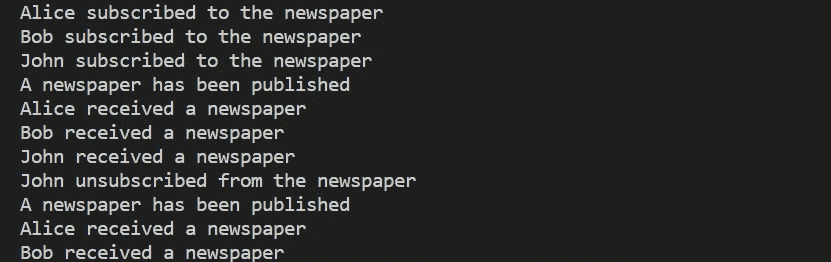 Alice subscribed to the newspaper
Bob subscribed to the newspaper
John subscribed to the newspaper
A newspaper has been published
Alice received a newspaper
Bob received a newspaper
John received a newspaper
John unsubscribed from the newspaper
A newspaper has been published
Alice received a newspaper
Bob received a newspaper